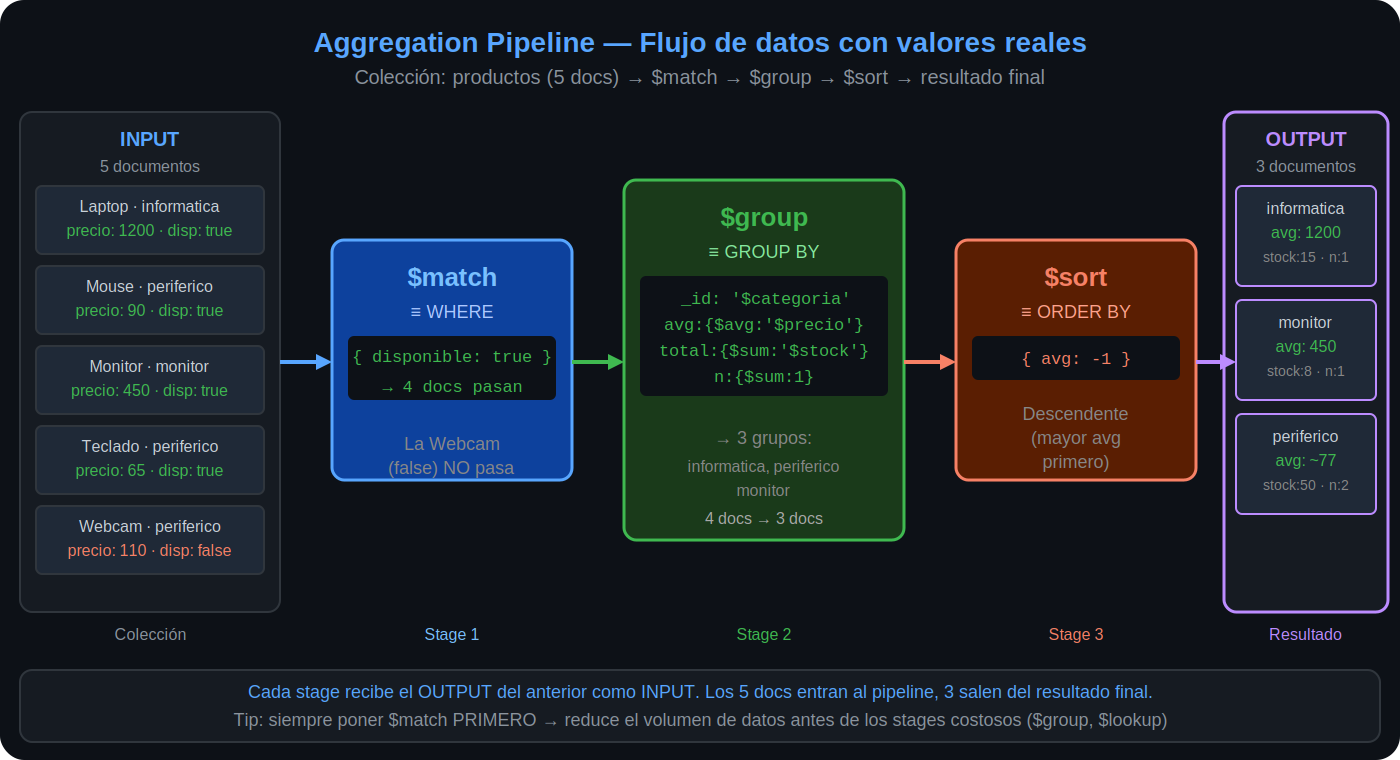 Aggregation Pipeline — Flujo de datos con valores reales
Colección: productos (5 docs) → $match → $group → $sort → resultado final
INPUT
5 documentos
Laptop · informatica
precio: 1200 · disp: true
Mouse · periferico
precio: 90 · disp: true
Monitor · monitor
precio: 450 · disp: true
Teclado · periferico
precio: 65 · disp: true
Webcam · periferico
precio: 110 · disp: false
Colección
$match
≡ WHERE
{ disponible: true }
→ 4 docs pasan
La Webcam
(false) NO pasa
Stage 1
$group
≡ GROUP BY
_id: '$categoria'
avg:{$avg:'$precio'}
total:{$sum:'$stock'}
n:{$sum:1}
→ 3 grupos:
informatica, periferico
monitor
4 docs → 3 docs
Stage 2
$sort
≡ ORDER BY
{ avg: -1 }
Descendente
(mayor avg
primero)
Stage 3
OUTPUT
3 documentos
informatica
avg: 1200
stock:15 · n:1
monitor
avg: 450
stock:8 · n:1
periferico
avg: ~77
stock:50 · n:2
Resultado
Cada stage recibe el OUTPUT del anterior como INPUT. Los 5 docs entran al pipeline, 3 salen del resultado final.
Tip: siempre poner $match PRIMERO → reduce el volumen de datos antes de los stages costosos ($group, $lookup)